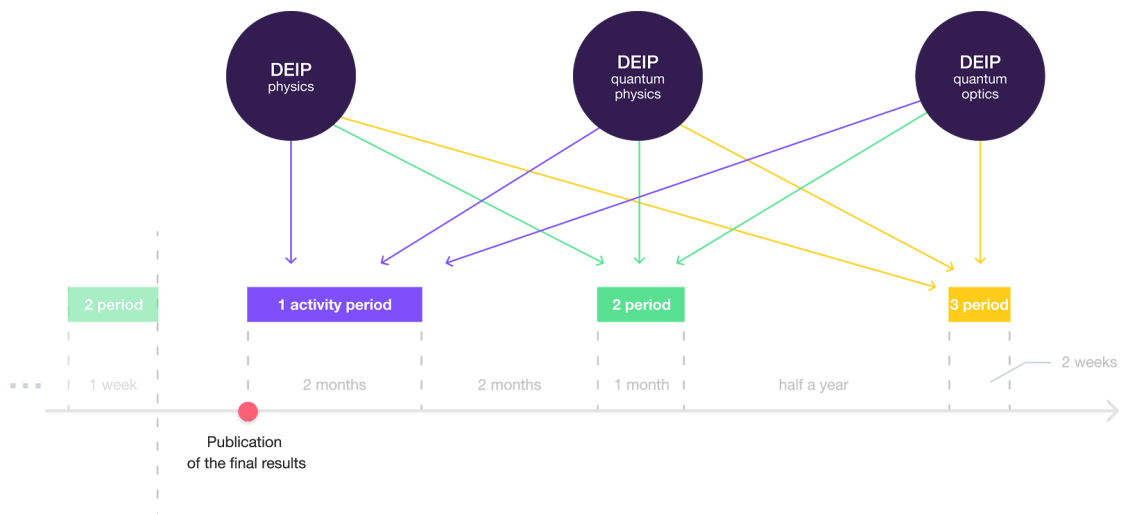 DEIP
physics
DEIP
quantum
physics
DEIP
quantum
optics
2 period
1 activity period
2 period
3 period
1 week
2 months
2 months
1 month
half a year
2 weeks
Publication
of the final results